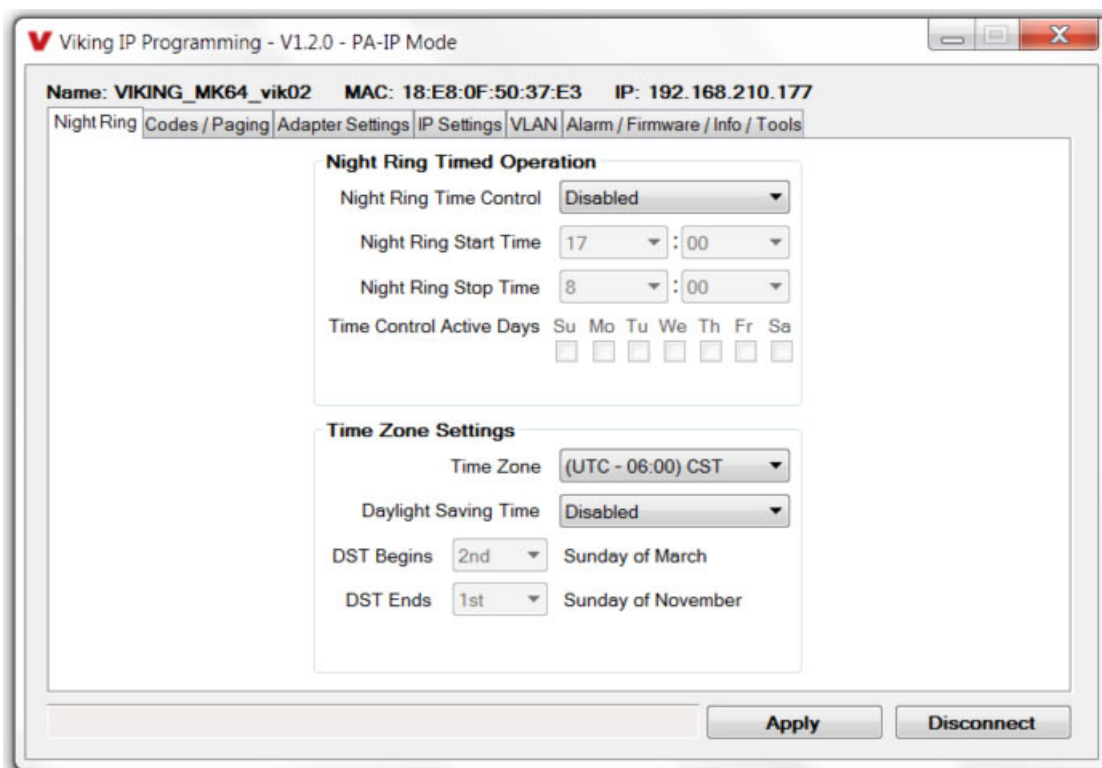 Viking IP Programming - V1.2.0 - PA-IP Mode
Name: VIKING_MK64_vik02 MAC: 18:E8:0F:50:37:E3 IP: 192.168.210.177
Night Ring Codes / Paging Adapter Settings IP Settings VLAN Alarm / Firmware / Info / Tools
Night Ring Timed Operation
Night Ring Time Control Disabled
Night Ring Start Time 17 : 00
Night Ring Stop Time 8 : 00
Time Control Active Days Su Mo Tu We Th Fr Sa
Time Zone Settings
Time Zone (UTC - 06:00) CST
Daylight Saving Time Disabled
DST Begins 2nd Sunday of March
DST Ends 1st Sunday of November
Apply Disconnect